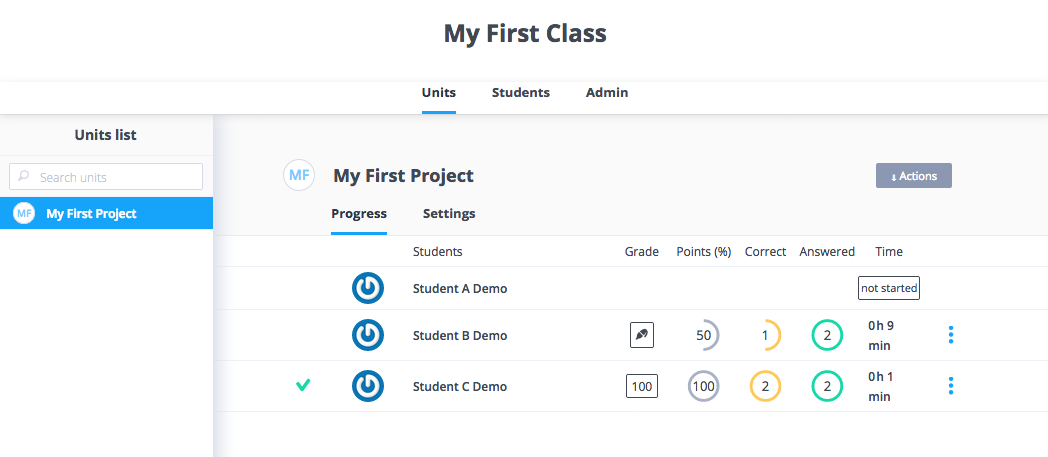 My First Class
Units Students Admin
Units list
Search units
MF My First Project
MF My First Project
Actions
Progress Settings
Students Grade Points (%) Correct Answered Time
Student A Demo not started
Student B Demo 50 1 2 0 h 9
min
Student C Demo 100 100 2 2 0 h 1
min